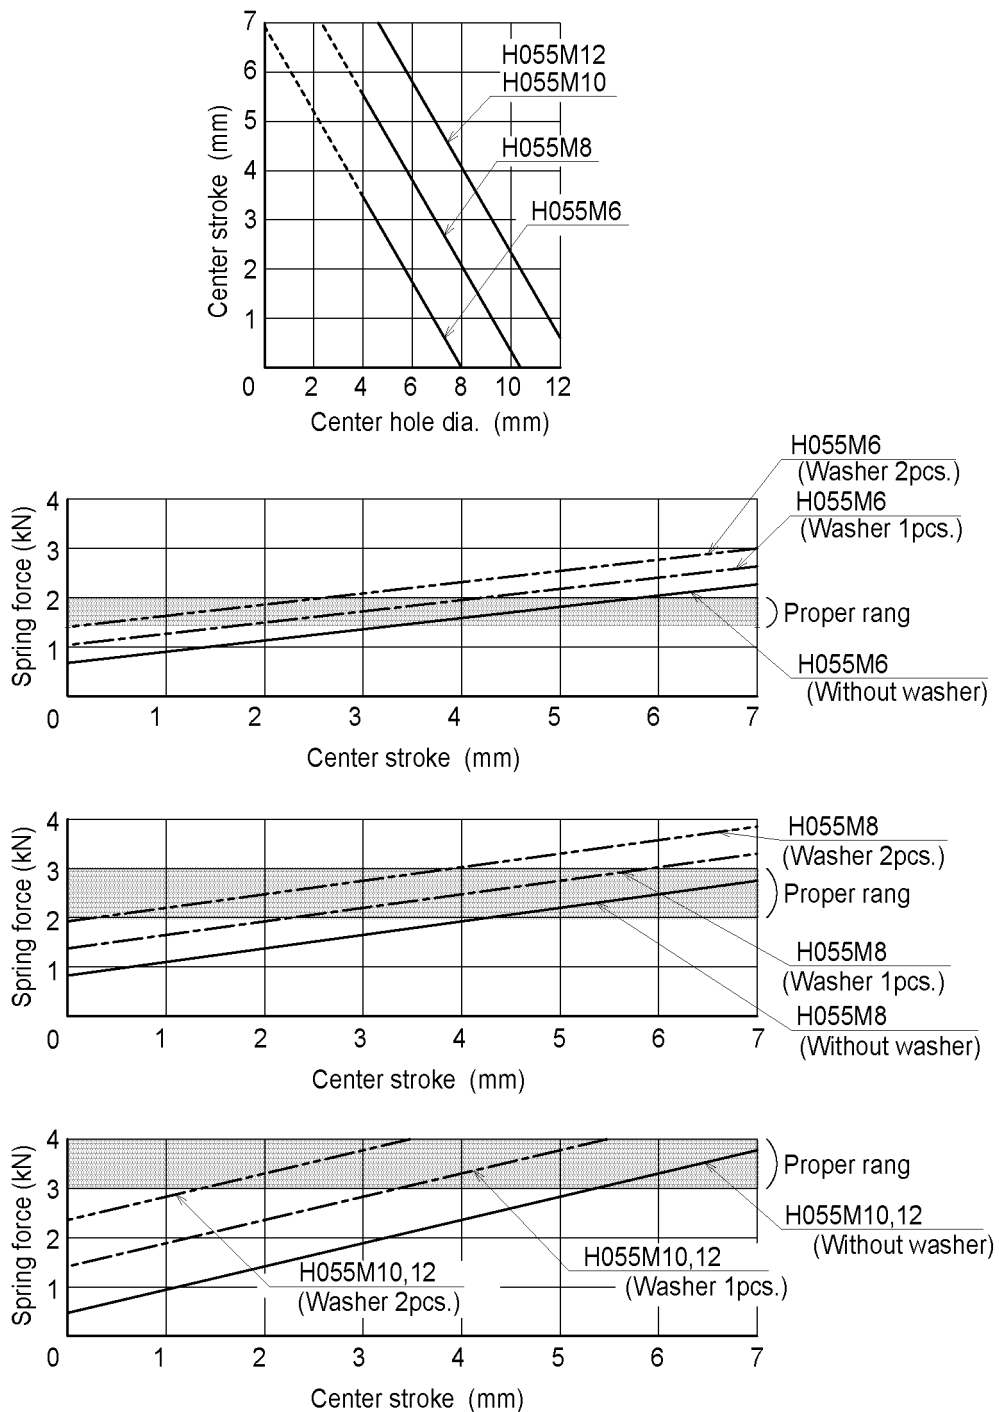 7
6
5
4
3
2
1
Center stroke (mm)
H055M12
H055M10
H055M8
H055M6
0 2 4 6 8 10 12
Center hole dia. (mm)
H055M6
(Washer 2pcs.)
H055M6
(Washer 1pcs.)
4
3
2
1
Spring force (kN)
Proper rang
H055M6
(Without washer)
0 1 2 3 4 5 6 7
Center stroke (mm)
4
3
2
1
Spring force (kN)
H055M8
(Washer 2pcs.)
Proper rang
H055M8
(Washer 1pcs.)
H055M8
(Without washer)
0 1 2 3 4 5 6 7
Center stroke (mm)
4
3
2
1
Spring force (kN)
Proper rang
H055M10,12
(Without washer)
H055M10,12
(Washer 1pcs.)
H055M10,12
(Washer 2pcs.)
0 1 2 3 4 5 6 7
Center stroke (mm)